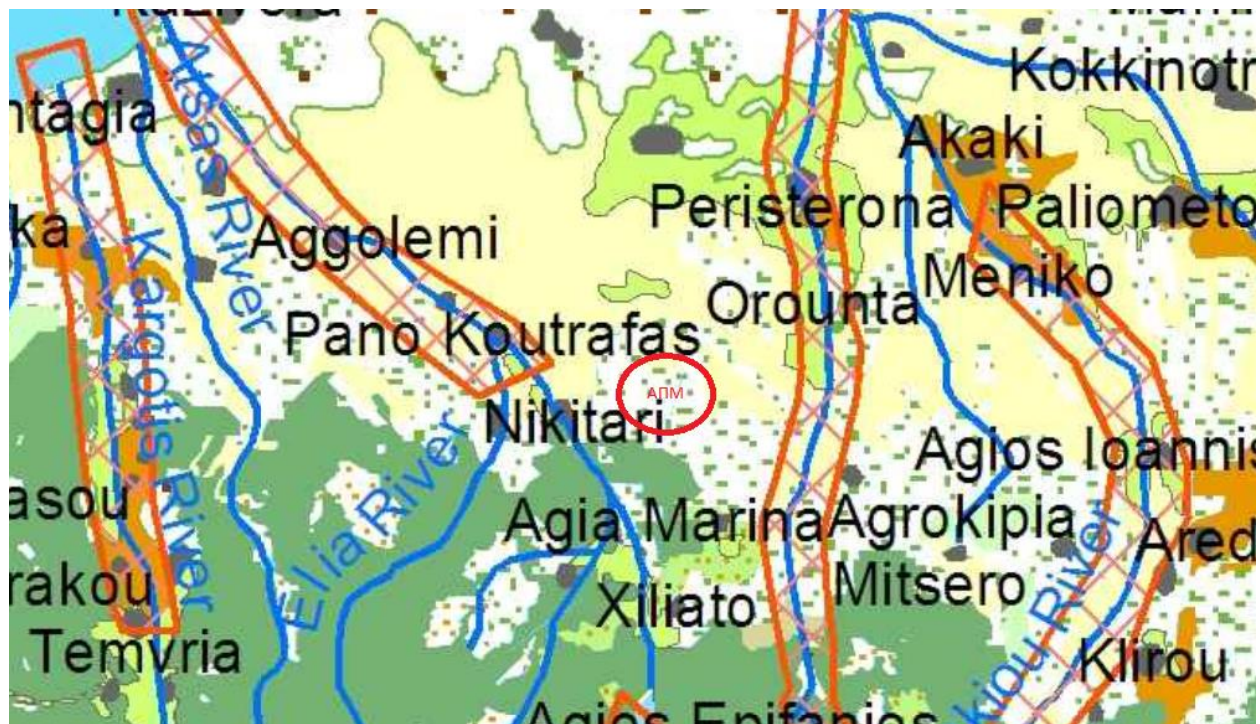 Kokkinotr
ntagia
Atsas River
Akaki
Peristerona
Paliometo
ka
Aggolemi
Meniko
Orounta
Kargotis River
Pano Koutrafas
ΑΠΜ
Nikitari
Elia River
Agios Ioannis
asou
Agia Marina
Agrokipia
Ared
rakou
Xiliato
Mitsero
Temvria
kiou River
Klirou
Agios Epifanios